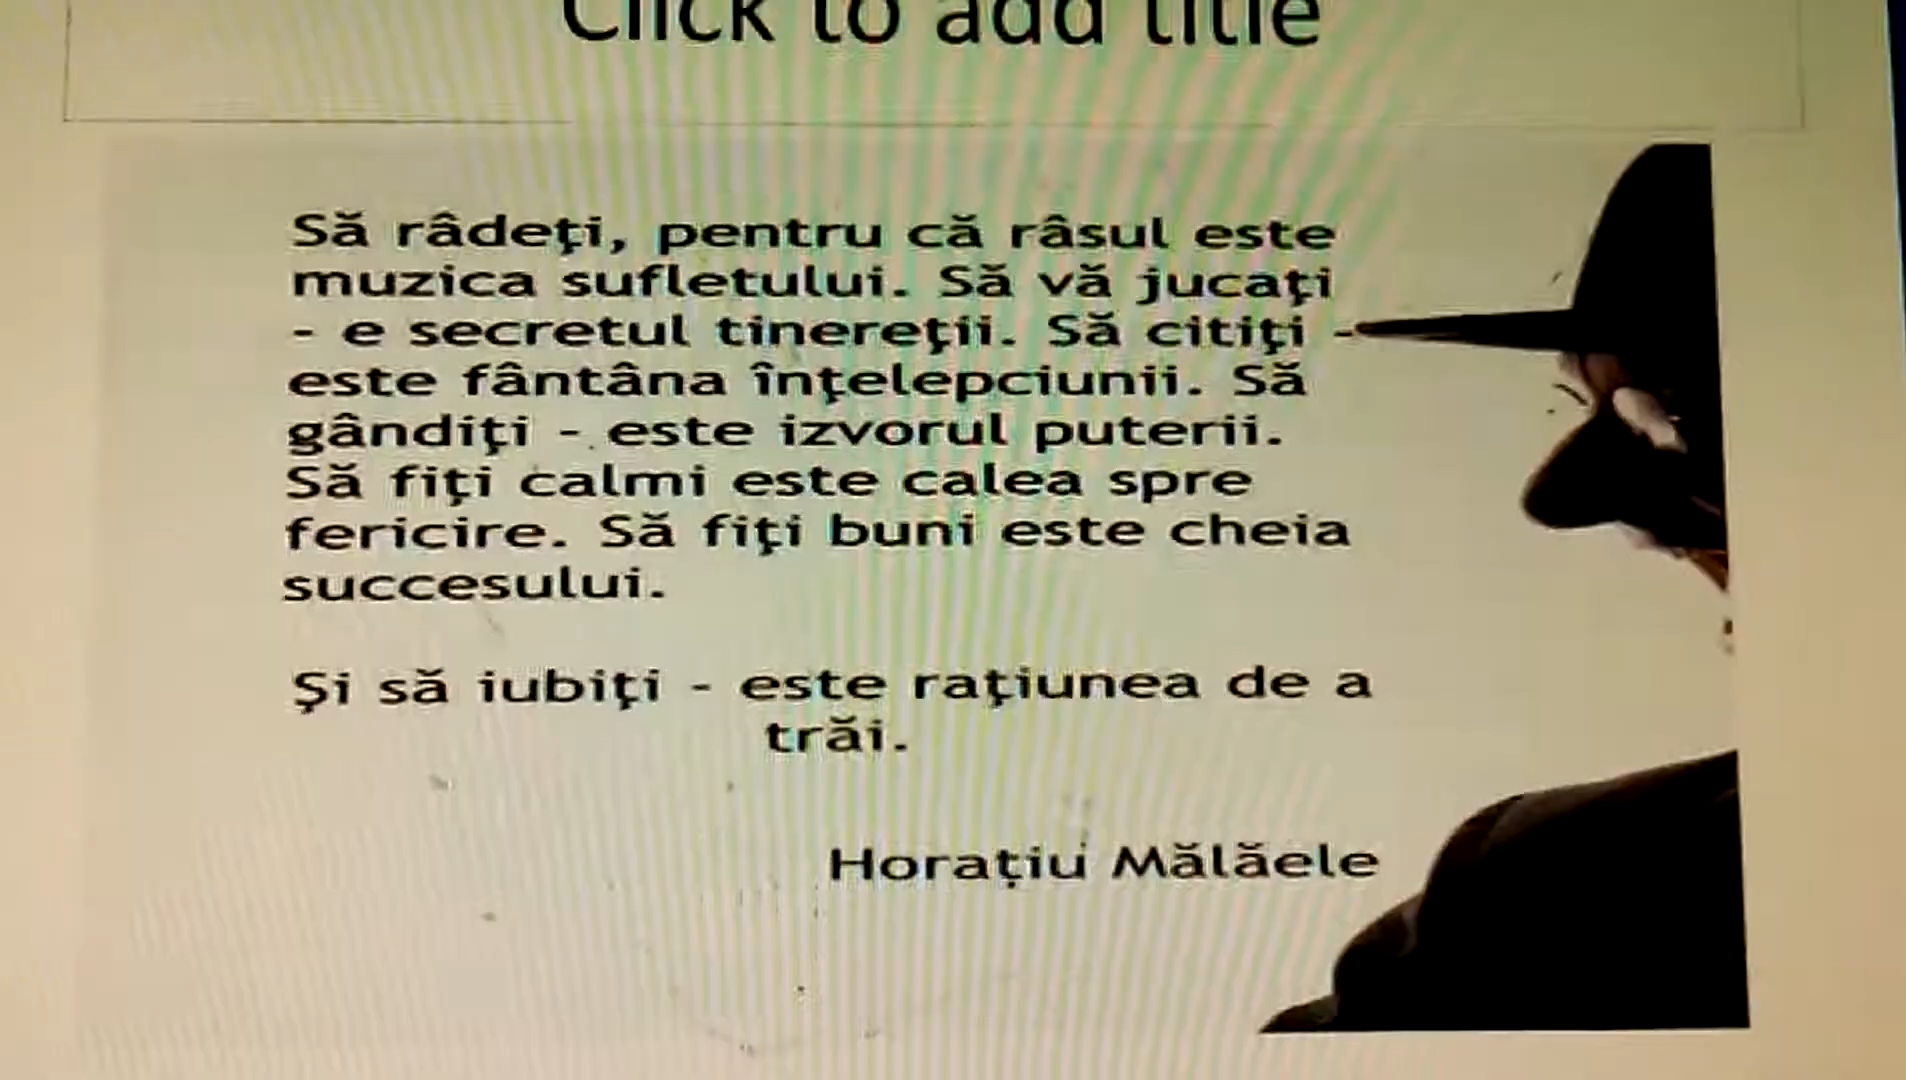 Click to add title
Să râdeţi, pentru că râsul este
muzica sufletului. Să vă jucaţi
- e secretul tinereţii. Să citiţi -
este fântâna înţelepciunii. Să
gândiţi - este izvorul puterii.
Să fiţi calmi este calea spre
fericire. Să fiţi buni este cheia
succesului.
Şi să iubiţi - este raţiunea de a
trăi.
Horaţiu Mălăele